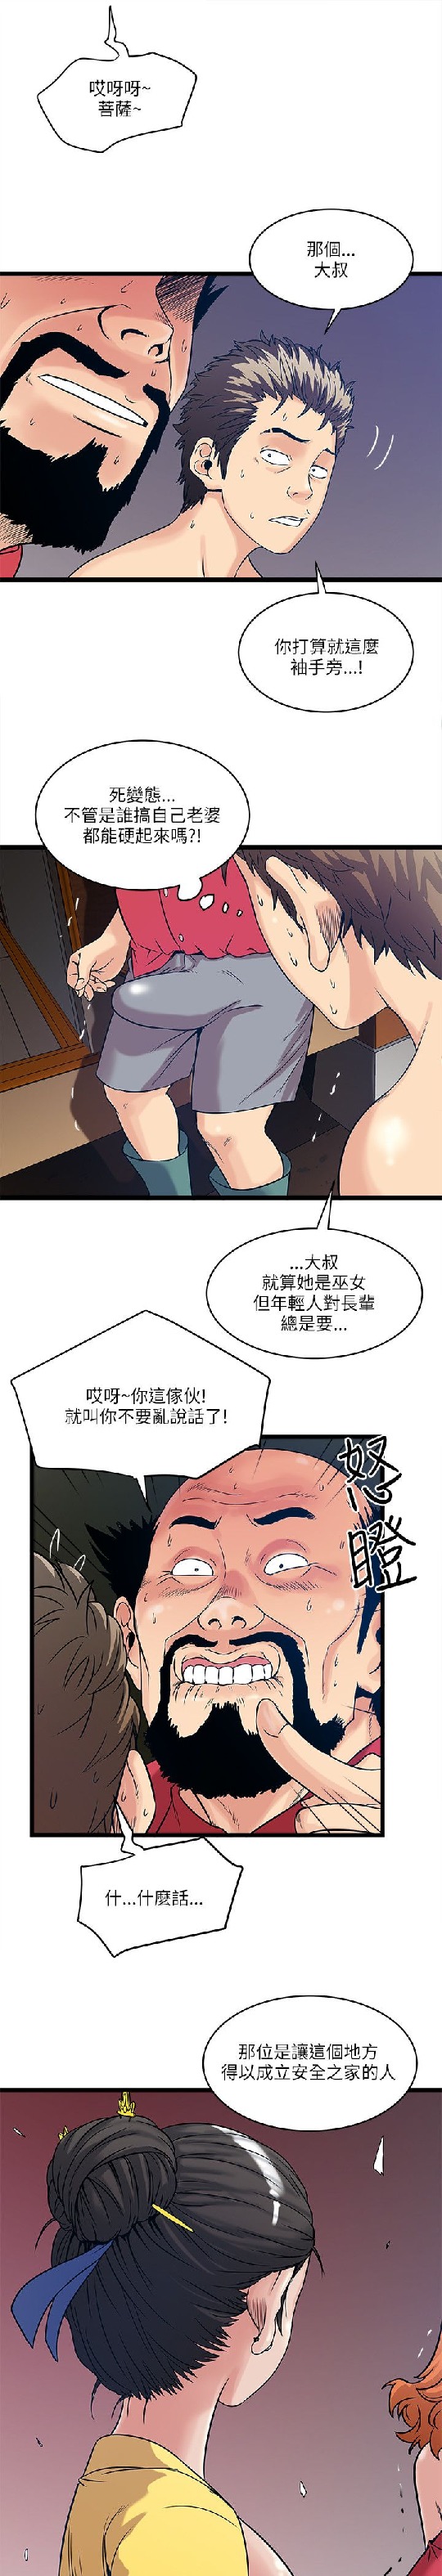 哎呀呀~
菩薩~
那個...
大叔
你打算就這麼
袖手旁...!
死變態...
不管是誰搞自己老婆
都能硬起來嗎?!
...大叔
就算她是巫女
但年輕人對長輩
總是要...
哎呀~你這傢伙!
就叫你不要亂說話了!
怒
瞪
什...什麼話...
那位是讓這個地方
得以成立安全之家的人